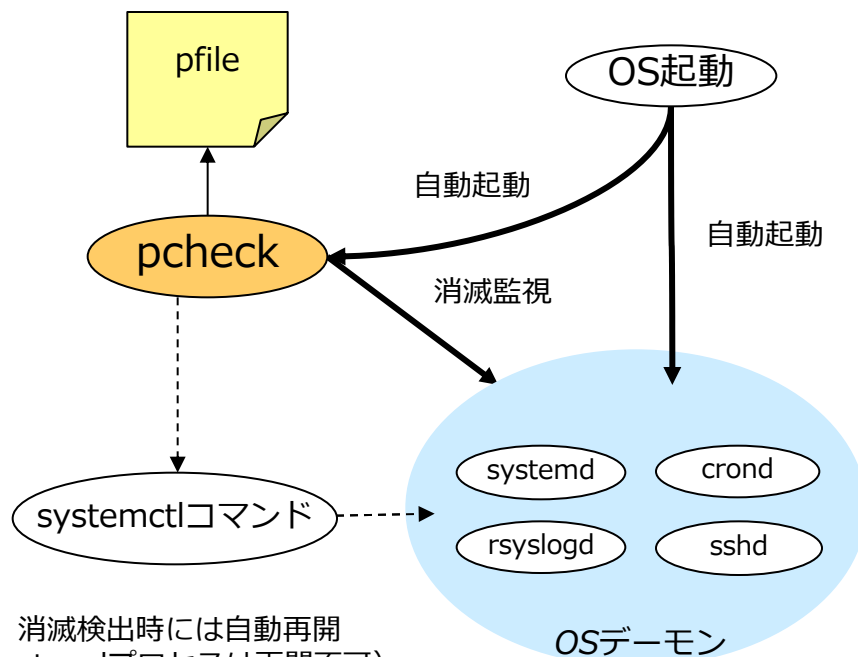 pfile
OS起動
自動起動
自動起動
pcheck
消滅監視
systemd
crond
systemctlコマンド
rsyslogd
sshd
消滅検出時には自動再開
OSデーモン